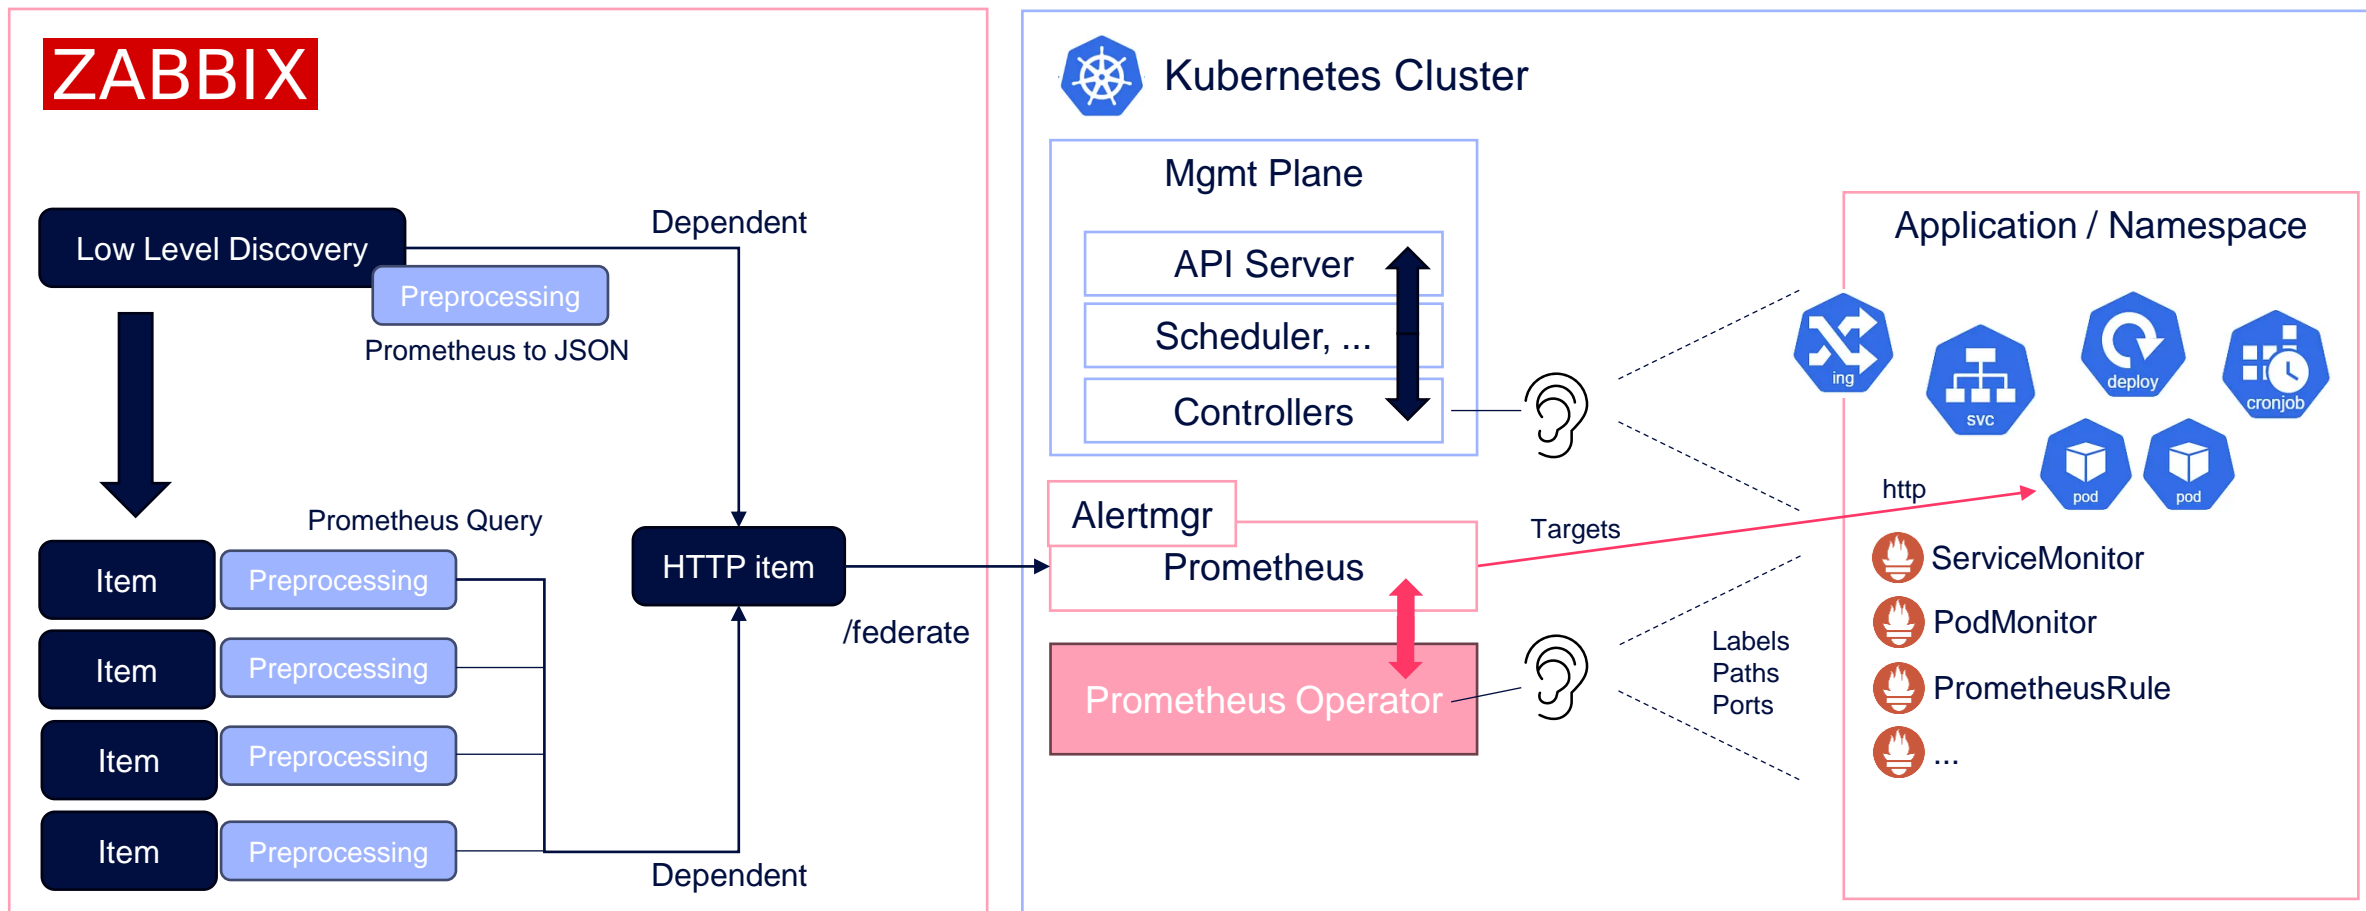 ZABBIX
Low Level Discovery
Preprocessing
Prometheus to JSON
Dependent
Prometheus Query
Item
Preprocessing
Item
Preprocessing
Item
Preprocessing
Item
Preprocessing
Dependent
HTTP item
/federate
Kubernetes Cluster
Mgmt Plane
API Server
Scheduler, ...
Controllers
Alertmgr
Prometheus
Prometheus Operator
Targets
http
Labels
Paths
Ports
Application / Namespace
ing
svc
deploy
cronjob
pod
pod
ServiceMonitor
PodMonitor
PrometheusRule
...